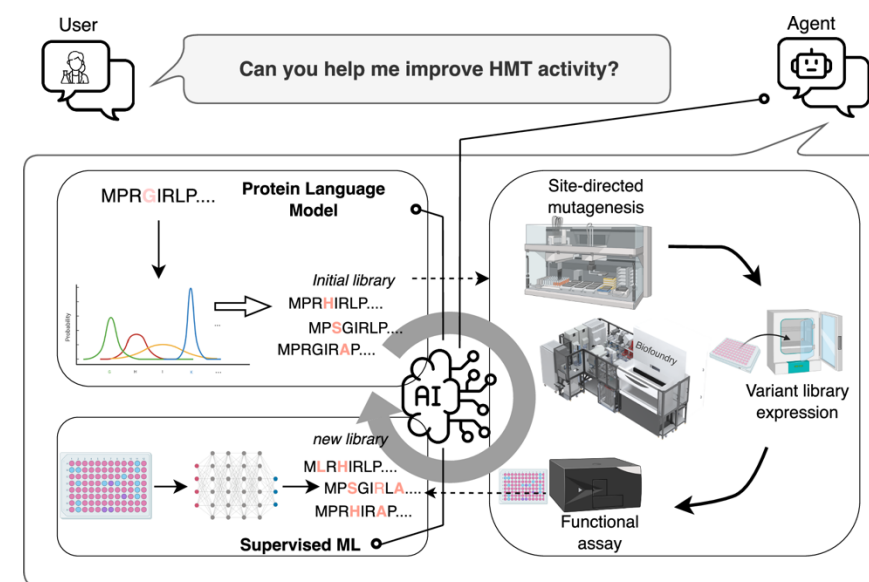 User
Agent
Can you help me improve HMT activity?
MPRGIRLP....
Protein Language
Model
Probability
...
...
Initial library
MPRHIRLP....
MPSGIRLP....
MPRGIRAP....
Site-directed
mutagenesis
Biofoundry
Variant library
expression
AI
new library
MLRHIRLP....
MPSGIRLA....
MPRHIRAP....
Supervised ML
Functional
assay